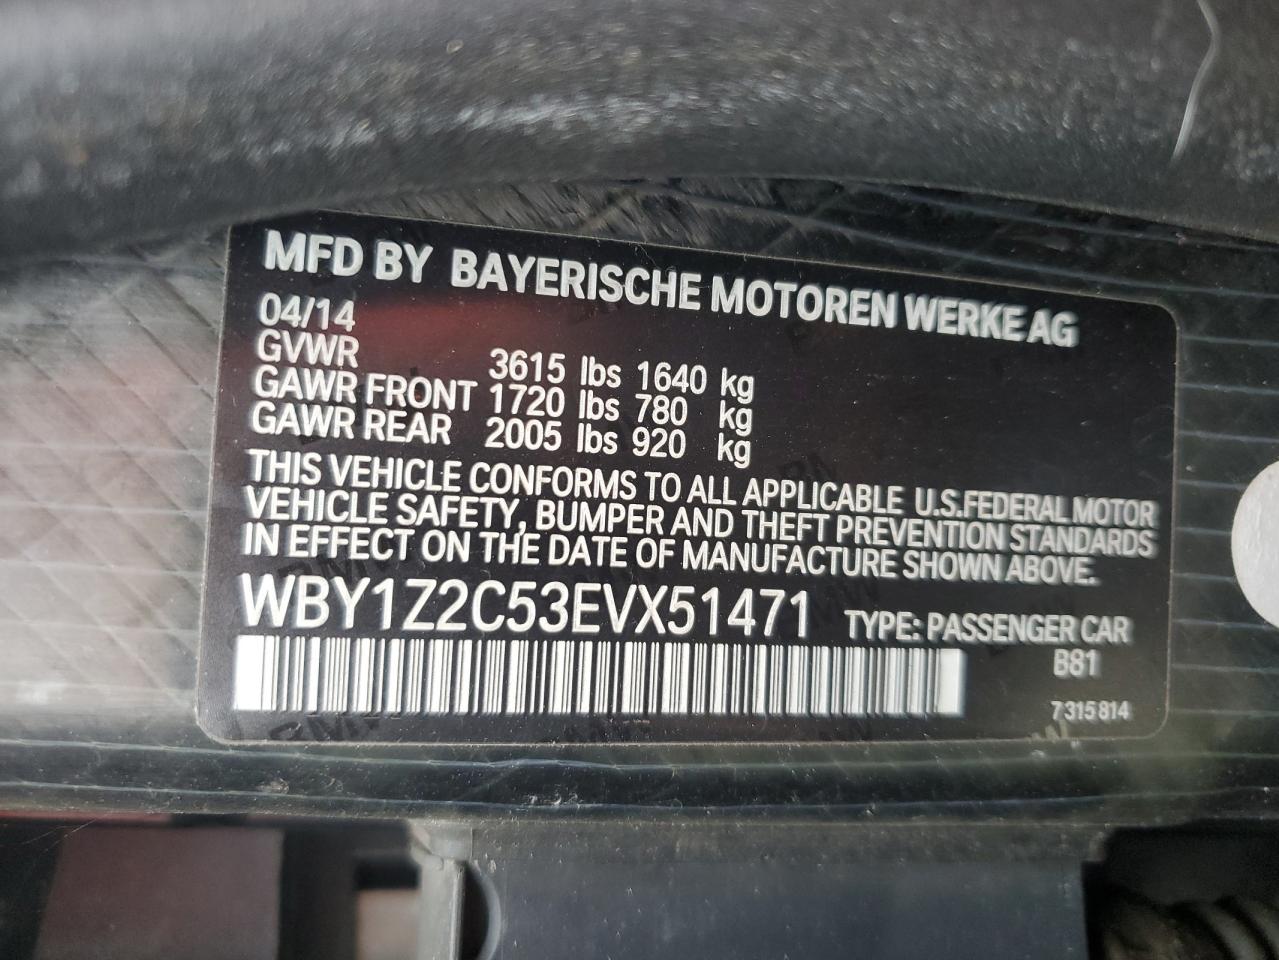 MFD BY BAYERISCHE MOTOREN WERKE AG
04/14
GVWR 3615 lbs 1640 kg
GAWR FRONT 1720 lbs 780 kg
GAWR REAR 2005 lbs 920 kg
THIS VEHICLE CONFORMS TO ALL APPLICABLE U.S.FEDERAL MOTOR
VEHICLE SAFETY, BUMPER AND THEFT PREVENTION STANDARDS
IN EFFECT ON THE DATE OF MANUFACTURE SHOWN ABOVE.
WBY1Z2C53EVX51471 TYPE: PASSENGER CAR
B81
7315814